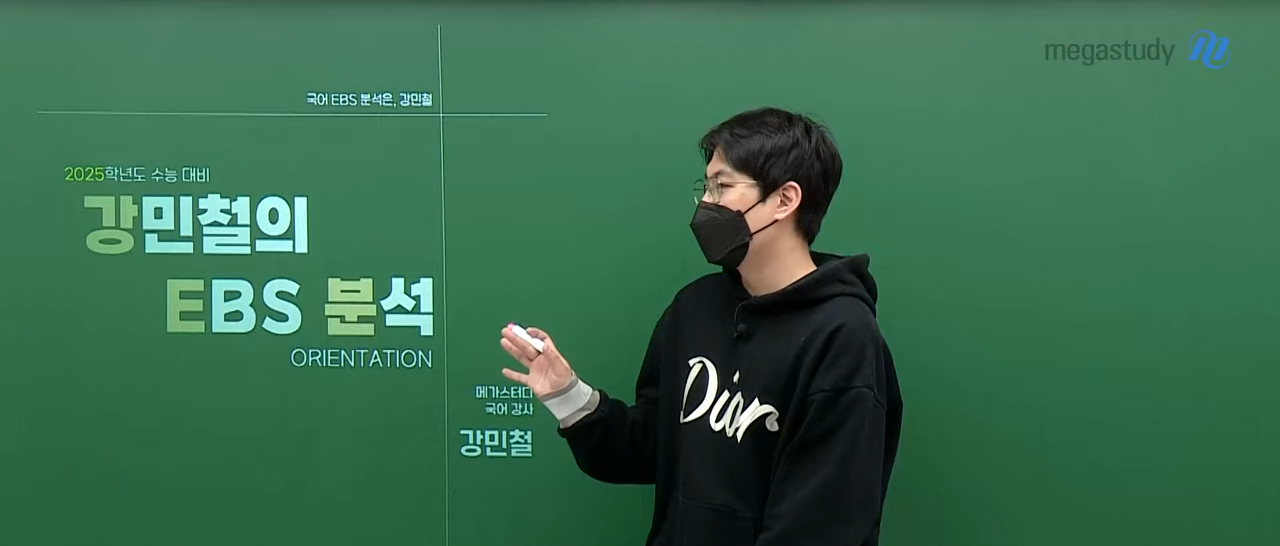 megastudy
국어 EBS 분석은, 강민철
2025학년도 수능 대비
강민철의
EBS 분석
ORIENTATION
메가스터디
국어 강사
강민철
Dior